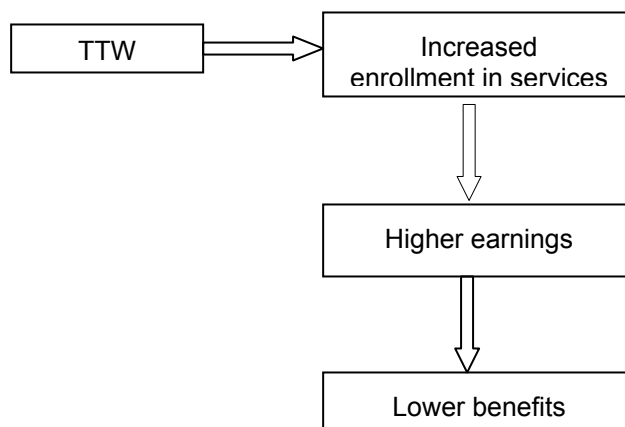 TTW
Increased
enrollment in services
Higher earnings
Lower benefits